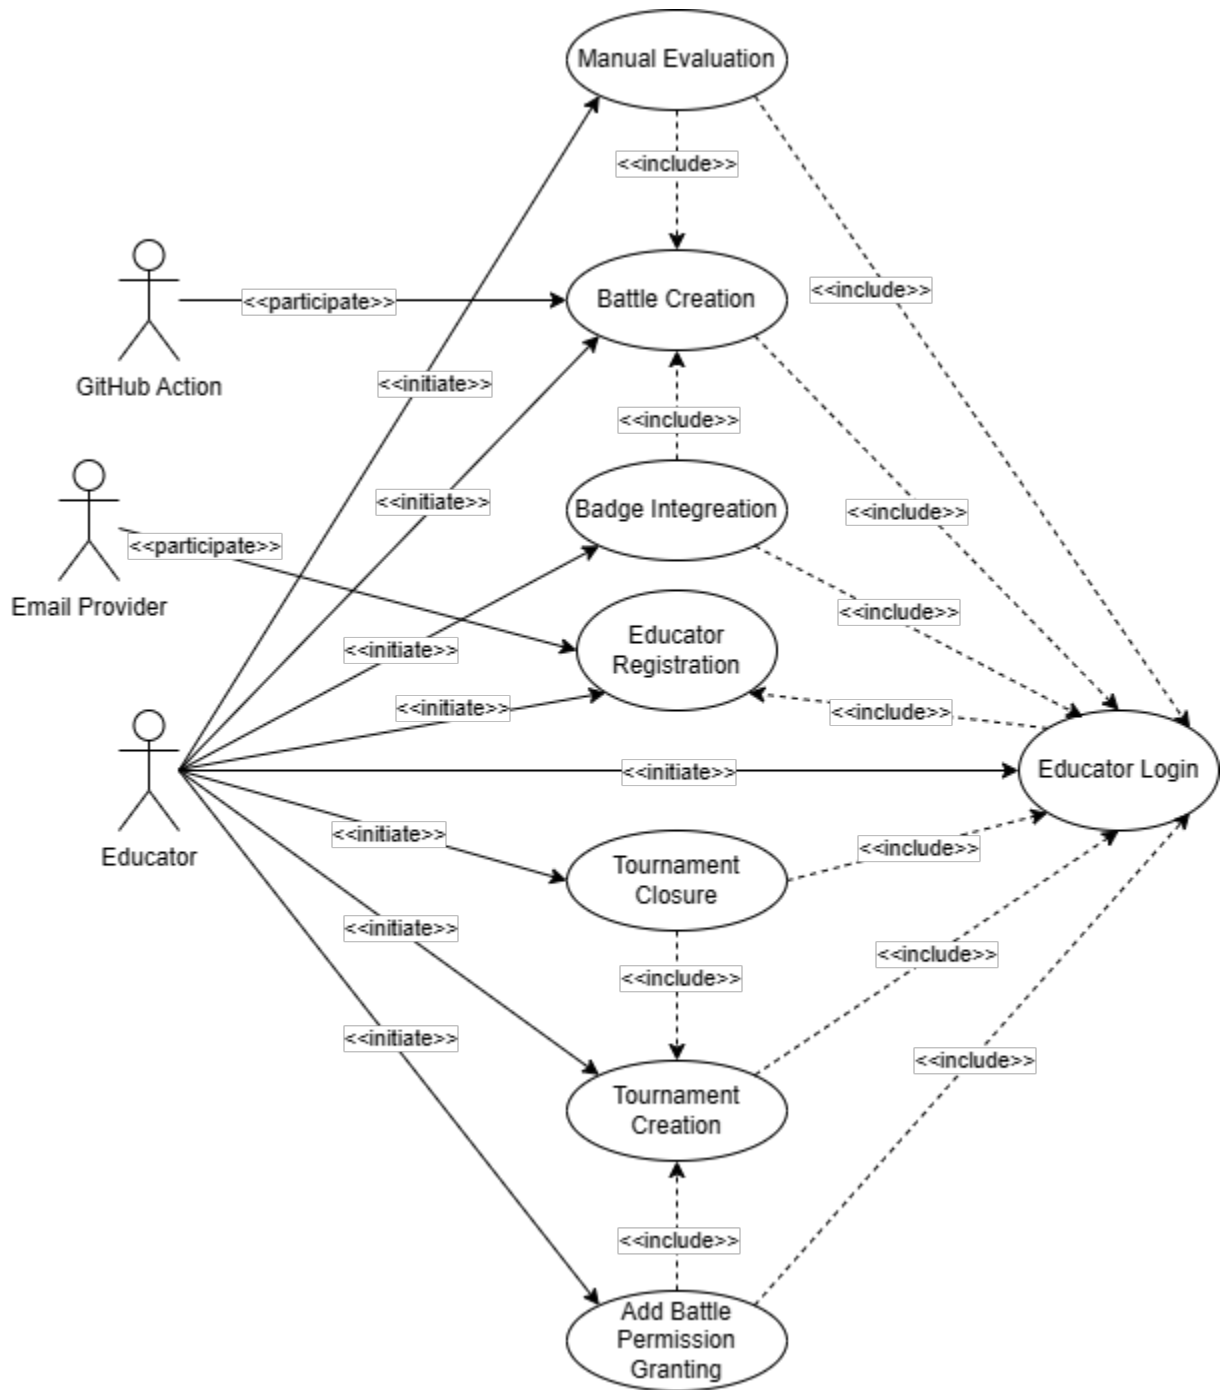 Manual Evaluation
<<include>>
<<include>>
Battle Creation
<<participate>>
GitHub Action
<<initiate>>
<<include>>
<<initiate>>
Badge Integreation
<<include>>
<<participate>>
Email Provider
<<include>>
Educator
Registration
<<initiate>>
<<initiate>>
<<include>>
<<initiate>>
Educator Login
Educator
<<initiate>>
<<include>>
Tournament
Closure
<<initiate>>
<<include>>
<<include>>
<<initiate>>
<<include>>
Tournament
Creation
<<include>>
Add Battle
Permission
Granting